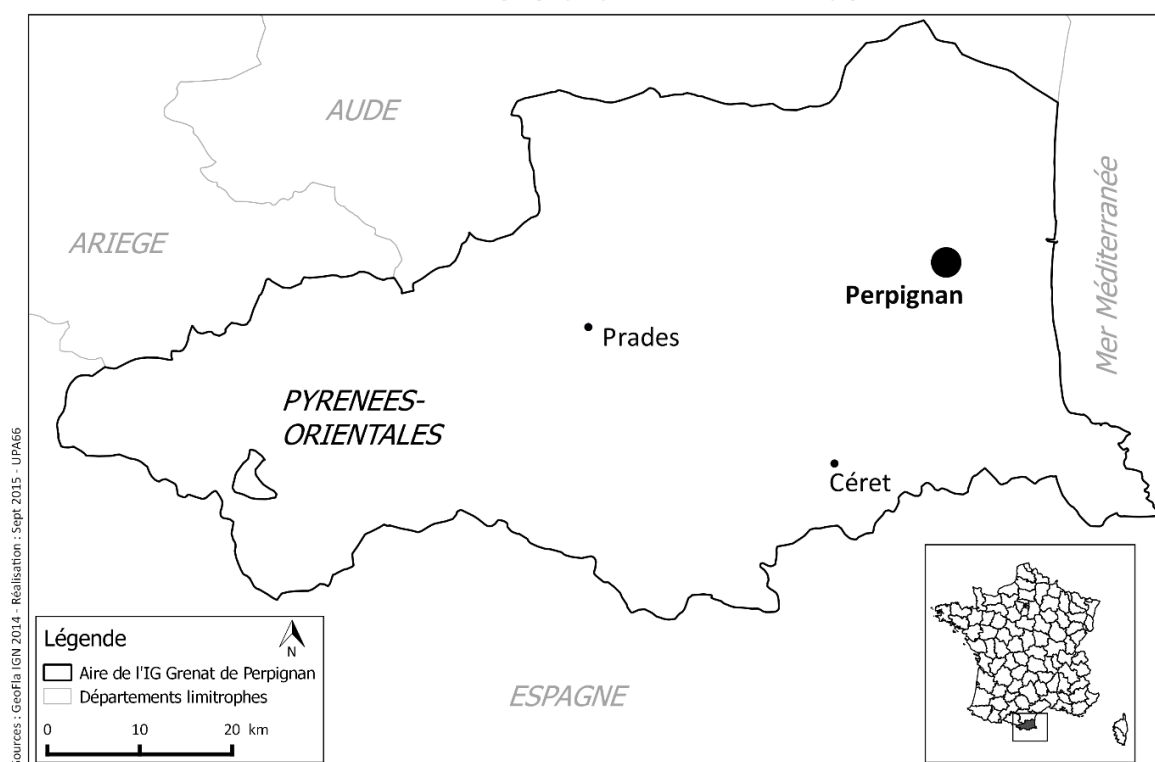 AUDE
ARIEGE
Mer Méditerranée
Perpignan
Prades
PYRENEES-
ORIENTALES
Céret
ESPAGNE
Légende
N
Aire de l'IG Grenat de Perpignan
Départements limitrophes
0 10 20 km
Sources : GeoFla IGN 2014 - Réalisation : Sept 2015 - UPA66